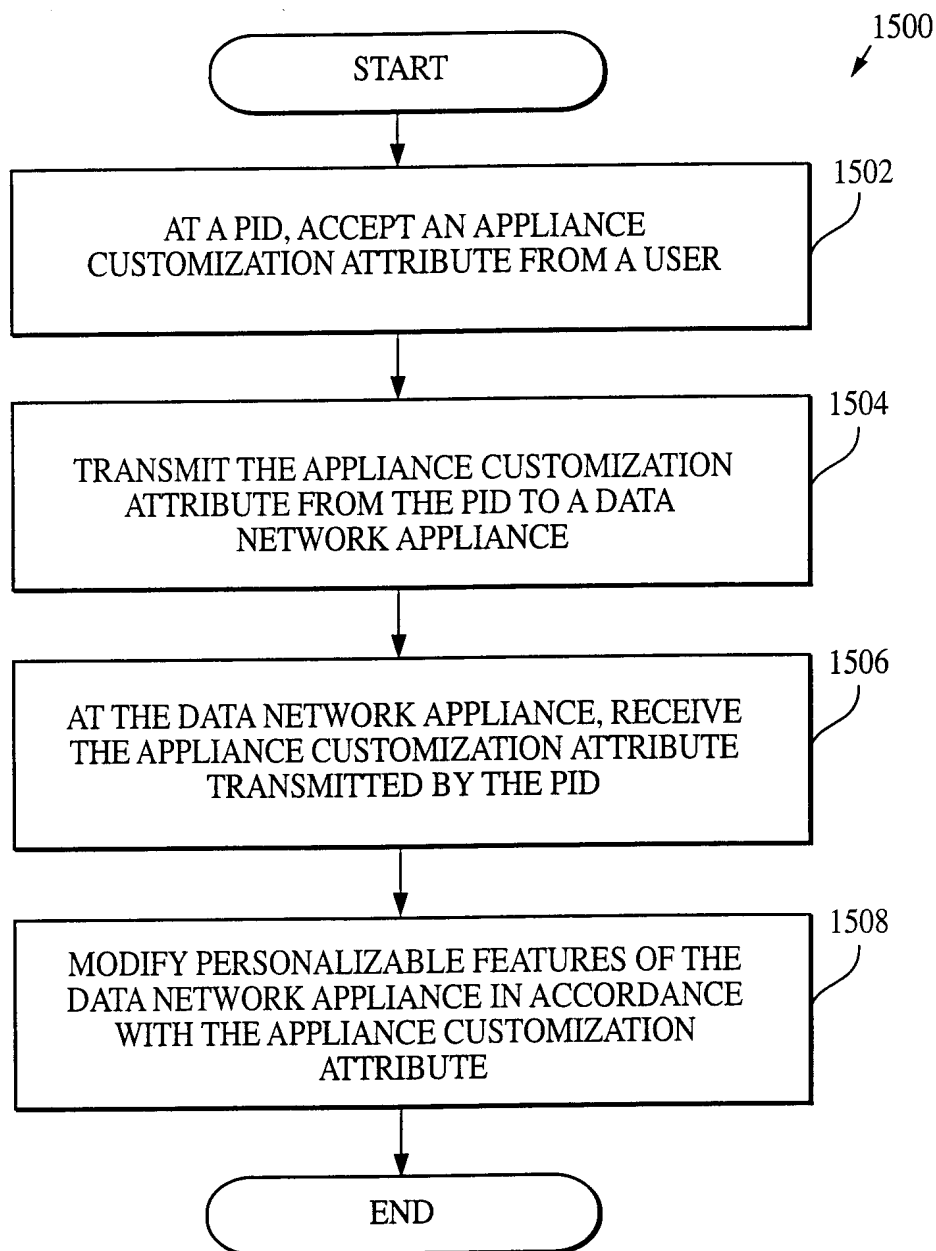 1500
START
1502
AT A PID, ACCEPT AN APPLIANCE
CUSTOMIZATION ATTRIBUTE FROM A USER
1504
TRANSMIT THE APPLIANCE CUSTOMIZATION
ATTRIBUTE FROM THE PID TO A DATA
NETWORK APPLIANCE
1506
AT THE DATA NETWORK APPLIANCE, RECEIVE
THE APPLIANCE CUSTOMIZATION ATTRIBUTE
TRANSMITTED BY THE PID
1508
MODIFY PERSONALIZABLE FEATURES OF THE
DATA NETWORK APPLIANCE IN ACCORDANCE
WITH THE APPLIANCE CUSTOMIZATION
ATTRIBUTE
END